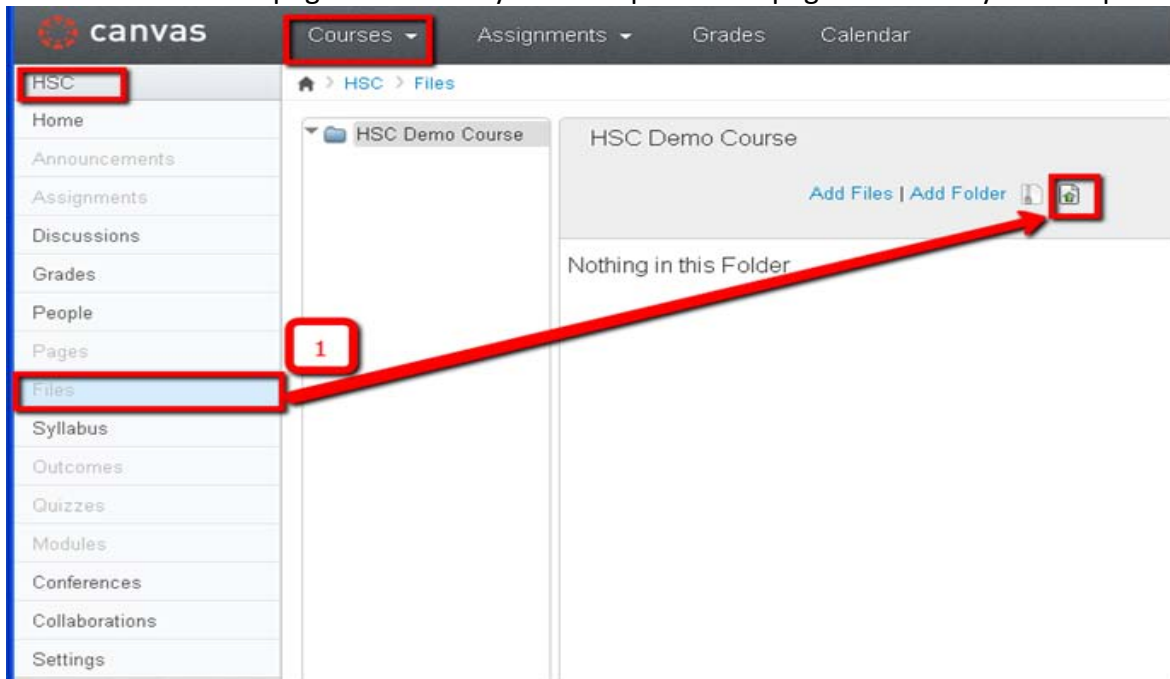 canvas
Courses Assignments Grades Calendar
HSC
HSC > Files
Home
Announcements
Assignments
Discussions
Grades
People
Pages
Files
Syllabus
Outcomes
Quizzes
Modules
Conferences
Collaborations
Settings
HSC Demo Course
HSC Demo Course
Add Files | Add Folder
Nothing in this Folder
1